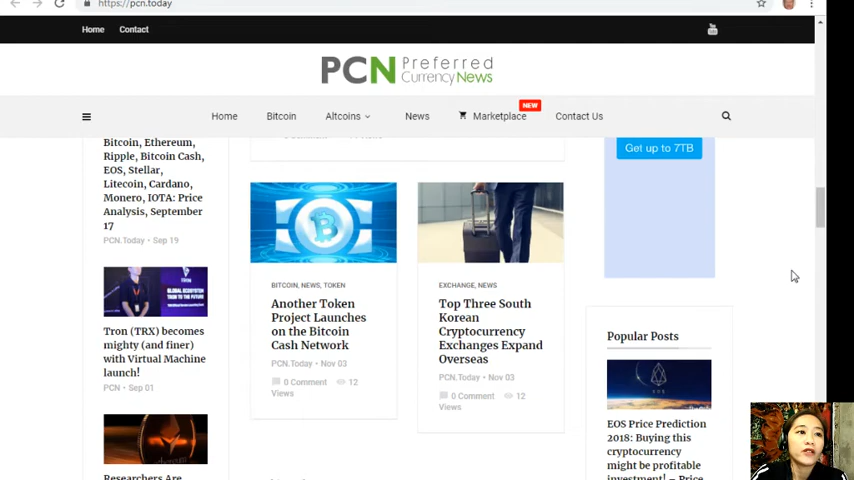 https://pcn.today
Home
Contact
PCN Preferred
Currency News
NEW
Home
Bitcoin
Altcoins
News
Marketplace
Contact Us
Bitcoin, Ethereum,
Ripple, Bitcoin Cash,
EOS, Stellar,
Litecoin, Cardano,
Monero, IOTA: Price
Analysis, September
17
PCN.Today • Sep 19
Tron (TRX) becomes
mighty (and finer)
with Virtual Machine
launch!
PCN • Sep 01
Researchers Are
BITCOIN, NEWS, TOKEN
Another Token
Project Launches
on the Bitcoin
Cash Network
PCN.Today • Nov 03
0 Comment 12
Views
EXCHANGE, NEWS
Top Three South
Korean
Cryptocurrency
Exchanges Expand
Overseas
PCN.Today • Nov 03
0 Comment 12
Views
Get up to 7TB
Popular Posts
EOS
EOS Price Prediction
2018: Buying this
cryptocurrency
might be profitable
investment! – Price